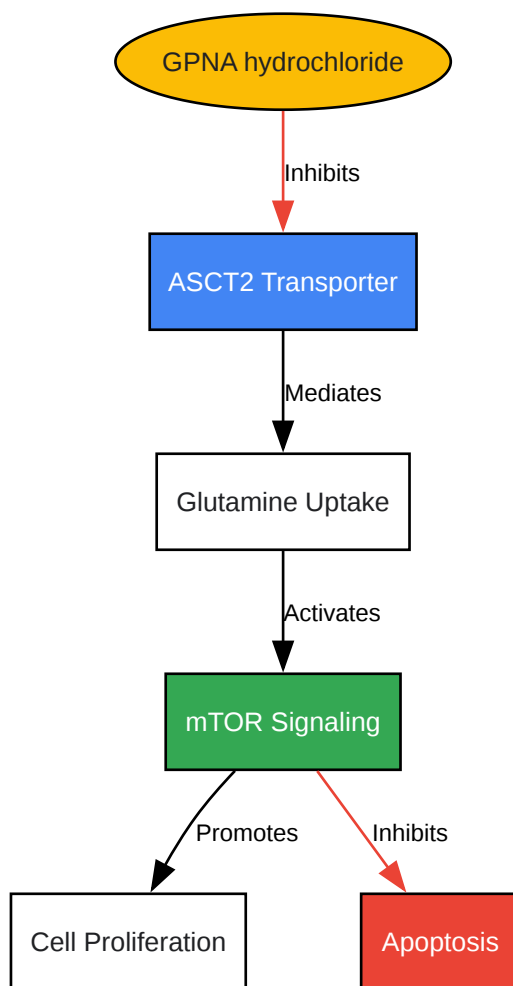 GPNA hydrochloride
Inhibits
ASCT2 Transporter
Mediates
Glutamine Uptake
Activates
mTOR Signaling
Promotes
Inhibits
Cell Proliferation
Apoptosis